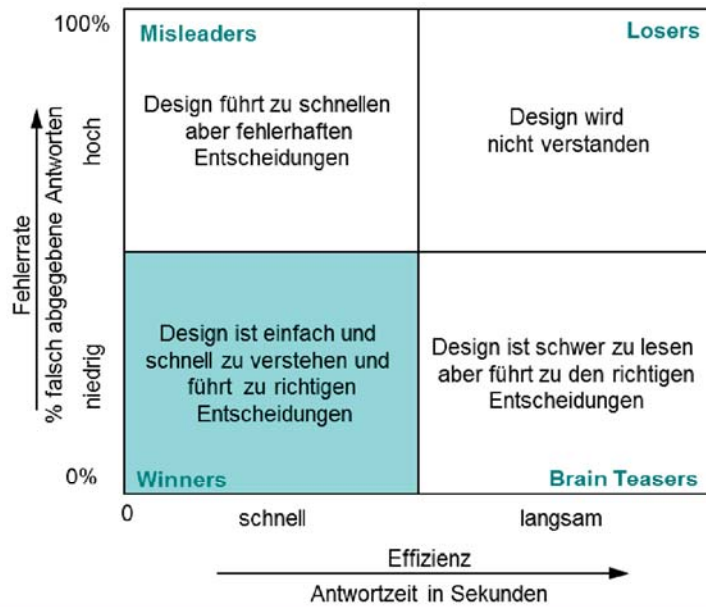 100%
Misleaders
Losers
Design führt zu schnellen
aber fehlerhaften
Entscheidungen
Design wird
nicht verstanden
Fehlerrate
% falsch abgegebene Antworten
hoch
niedrig
Design ist einfach und
schnell zu verstehen und
führt zu richtigen
Entscheidungen
Design ist schwer zu lesen
aber führt zu den richtigen
Entscheidungen
0%
Winners
Brain Teasers
0
schnell
langsam
Effizienz
Antwortzeit in Sekunden